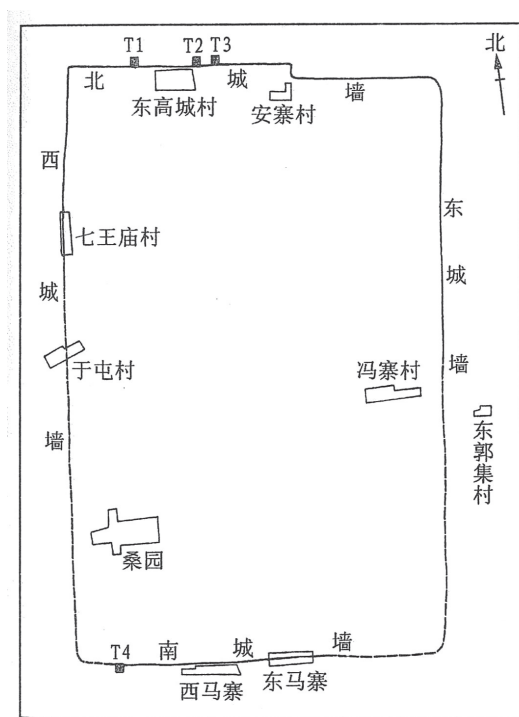 T1
T2
T3
北
北
城
墙
东高城村
安寨村
西
城
墙
七王庙村
于屯村
东
城
墙
冯寨村
东郭集村
桑园
T4
南
城
墙
西马寨
东马寨